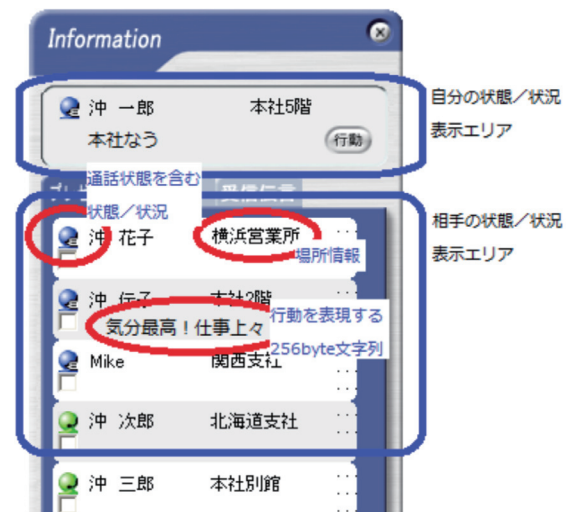 Information
沖 一郎 本社5階
本社なう 行動
自分の状態／状況
表示エリア
通話状態を含む
状態／状況
受信伝言
沖 花子 横浜営業所
場所情報
相手の状態／状況
表示エリア
沖 伝子 本社2階
気分最高！仕事上々
行動を表現する
256byte文字列
Mike 関西支社
沖 次郎 北海道支社
沖 三郎 本社別館